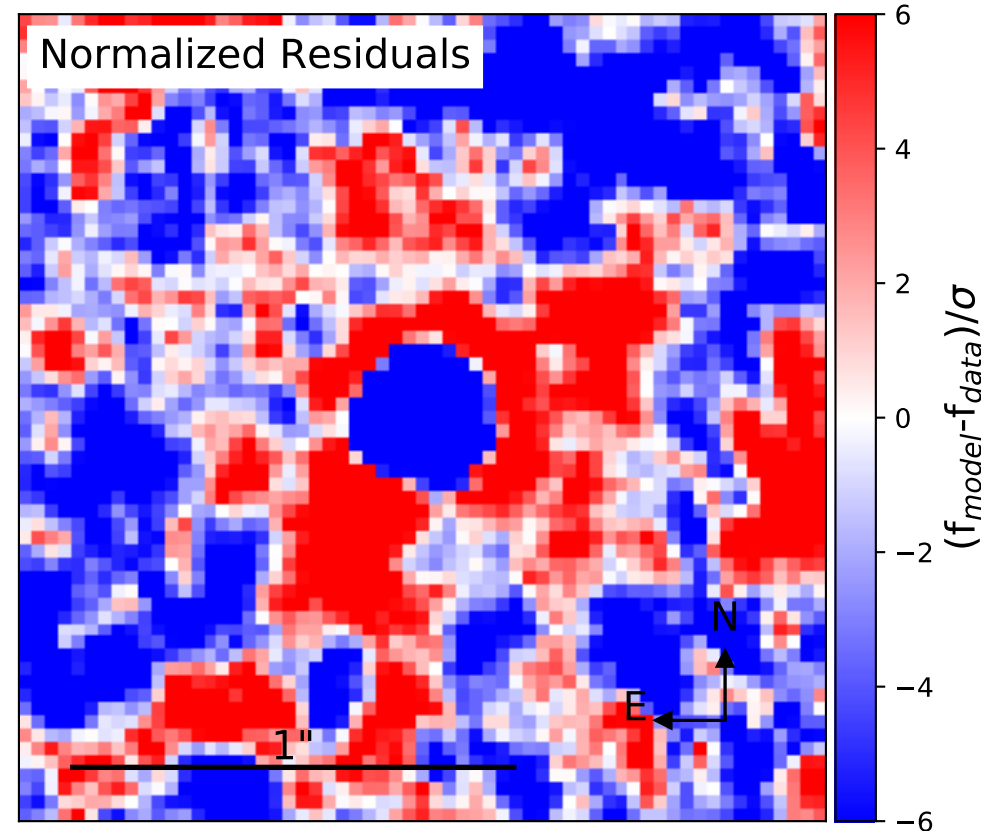 Normalized Residuals
6
4
2
0
−2
−4
−6
(f_model-f_data)/σ
N
E
1"